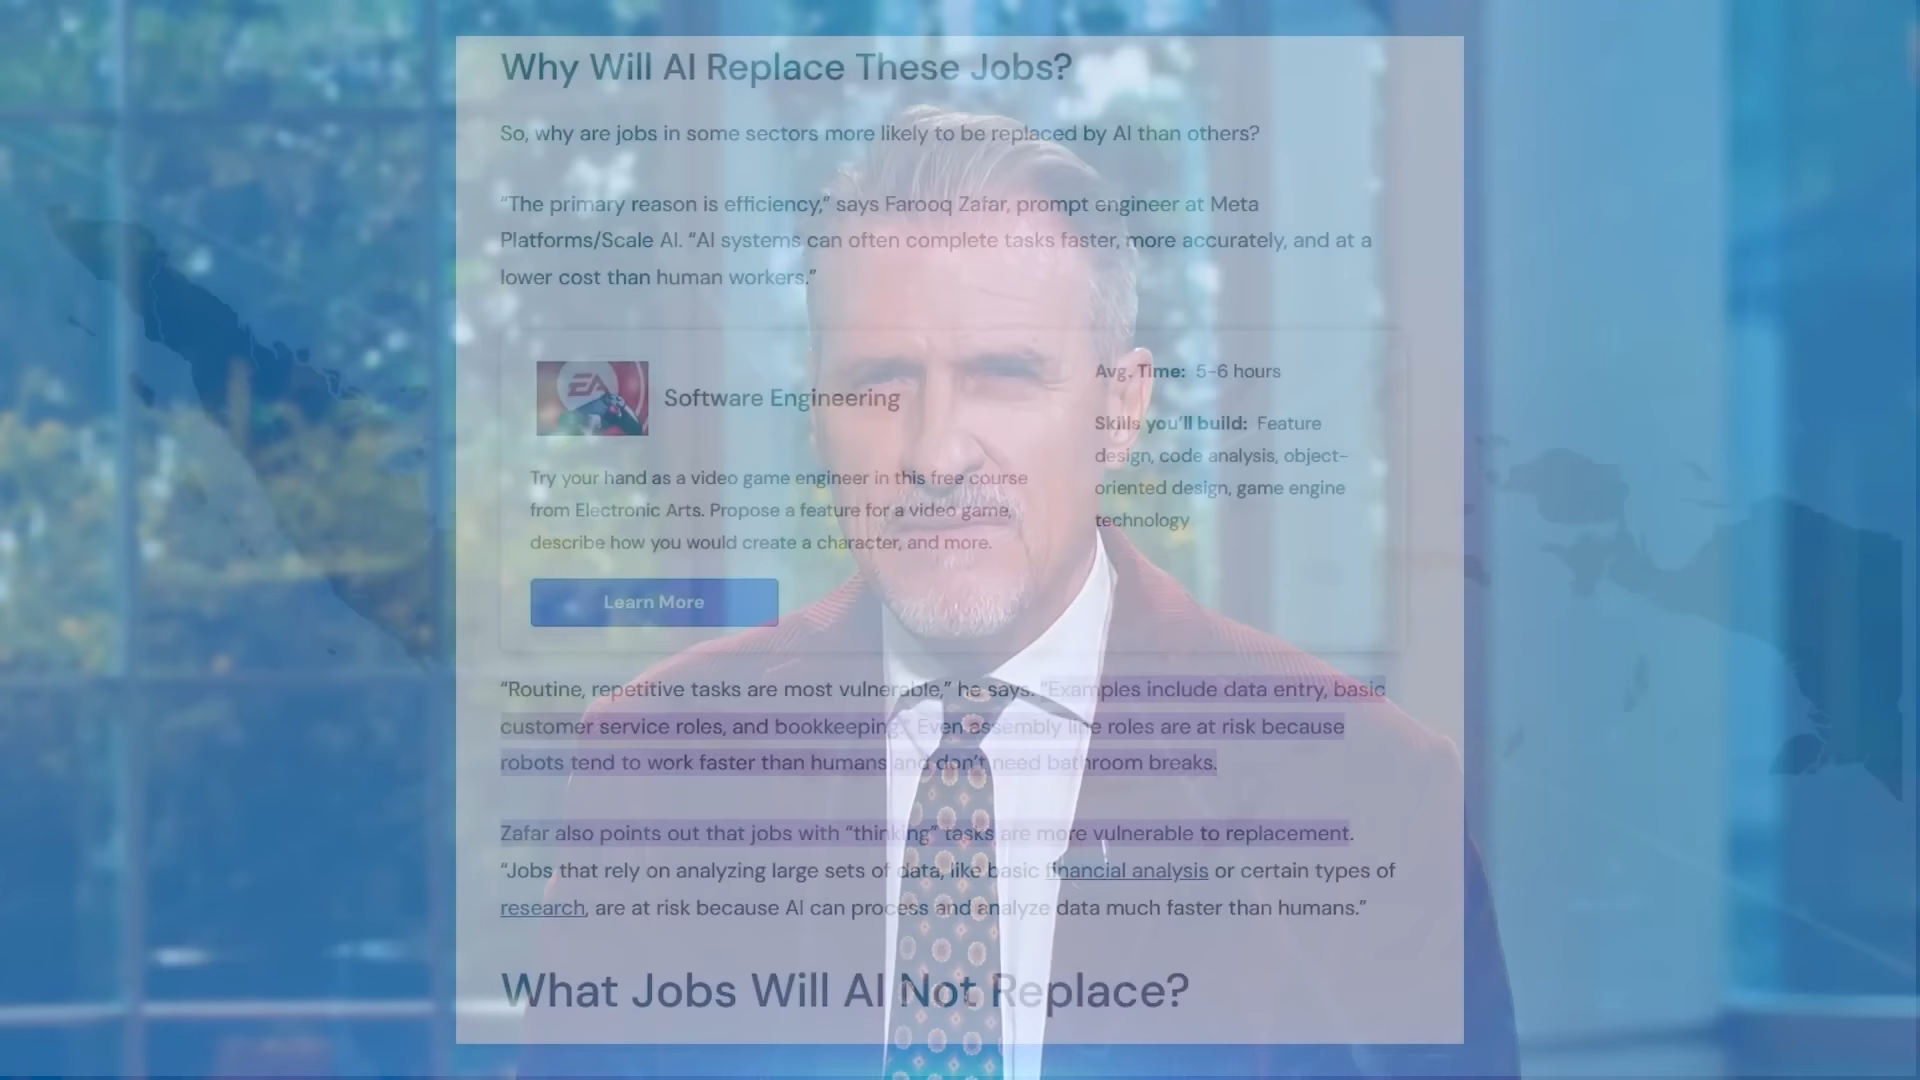 Why Will AI Replace These Jobs?
So, why are jobs in some sectors more likely to be replaced by AI than others?
“The primary reason is efficiency,” says Farooq Zafar, prompt engineer at Meta
Platforms/Scale AI. “AI systems can often complete tasks faster, more accurately, and at a
lower cost than human workers.”
EA
Software Engineering
Try your hand as a video game engineer in this free course
from Electronic Arts. Propose a feature for a video game,
describe how you would create a character, and more.
Learn More
Avg. Time: 5-6 hours
Skills you’ll build: Feature
design, code analysis, object-
oriented design, game engine
technology
“Routine, repetitive tasks are most vulnerable,” he says. “Examples include data entry, basic
customer service roles, and bookkeeping.” Even assembly line roles are at risk because
robots tend to work faster than humans and don’t need bathroom breaks.
Zafar also points out that jobs with “thinking” tasks are more vulnerable to replacement.
“Jobs that rely on analyzing large sets of data, like basic financial analysis or certain types of
research, are at risk because AI can process and analyze data much faster than humans.”
What Jobs Will AI Not Replace?